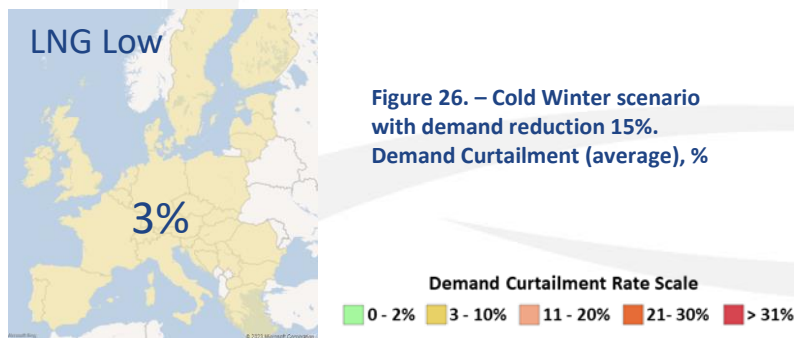 LNG Low
3%
Figure 26. – Cold Winter scenario
with demand reduction 15%.
Demand Curtailment (average), %
Demand Curtailment Rate Scale
0 - 2% 3 - 10% 11 - 20% 21- 30% > 31%